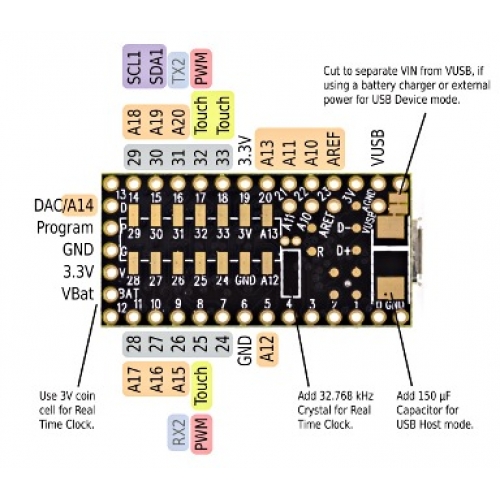 SCL1 SDA1 TX2 PWM
A18 A19 A20 Touch Touch
29 30 31 32 33 3.3V A13 A11 A10 AREF VUSB
Cut to separate VIN from VUSB, if
using a battery charger or external
power for USB Device mode.
13 14 15 16 17 18 19 20 21 22 23 3V AGND
DAC/A14
D
Program
P 29 30 31 32 33 3V A13 A11 A10 AREF D- VUSB
GND
G R D+
3.3V
V 28 27 26 25 24 GND A12
VBat
BAT
12 11 10 9 8 7 6 5 4 3 2 1 D GND
28 27 26 25 24 GND A12
A17 A16 A15 Touch
RX2 PWM
Use 3V coin
cell for Real
Time Clock.
Add 32.768 kHz
Crystal for Real
Time Clock.
Add 150 µF
Capacitor for
USB Host mode.